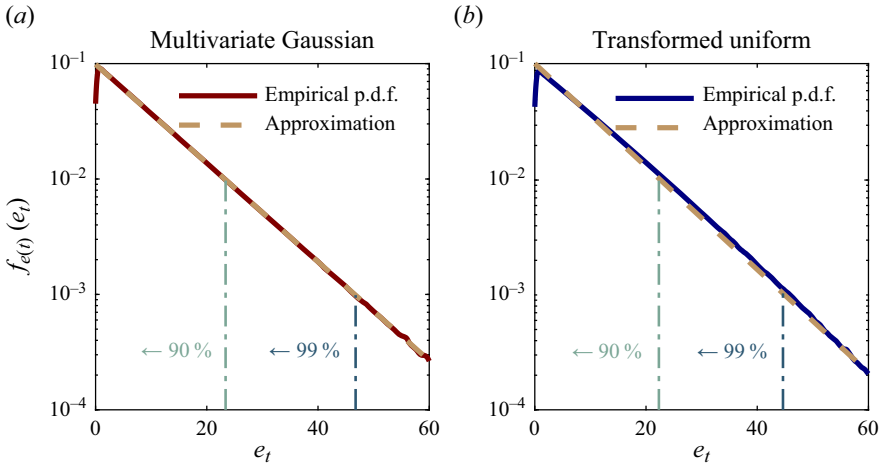 (a)
Multivariate Gaussian
10⁻¹
10⁻²
10⁻³
10⁻⁴
f_{e(t)} (e_t)
Empirical p.d.f.
Approximation
← 90 %
← 99 %
0 20 40 60
e_t
(b)
Transformed uniform
10⁻¹
10⁻²
10⁻³
10⁻⁴
Empirical p.d.f.
Approximation
← 90 %
← 99 %
0 20 40 60
e_t